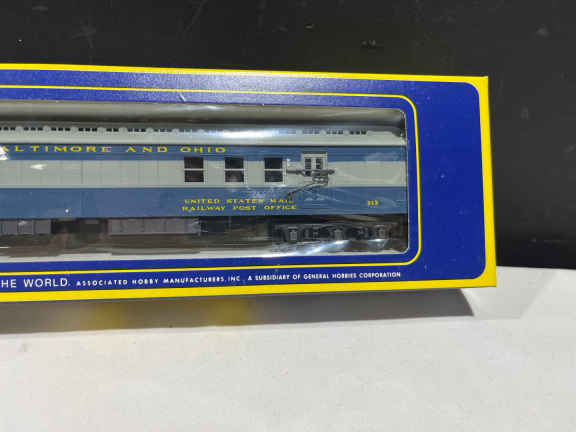 ALTIMORE AND OHIO
UNITED STATES MAIL
RAILWAY POST OFFICE
HE WORLD. ASSOCIATED HOBBY MANUFACTURERS, INC. A SUBSIDIARY OF GENERAL HOBBIES CORPORATION